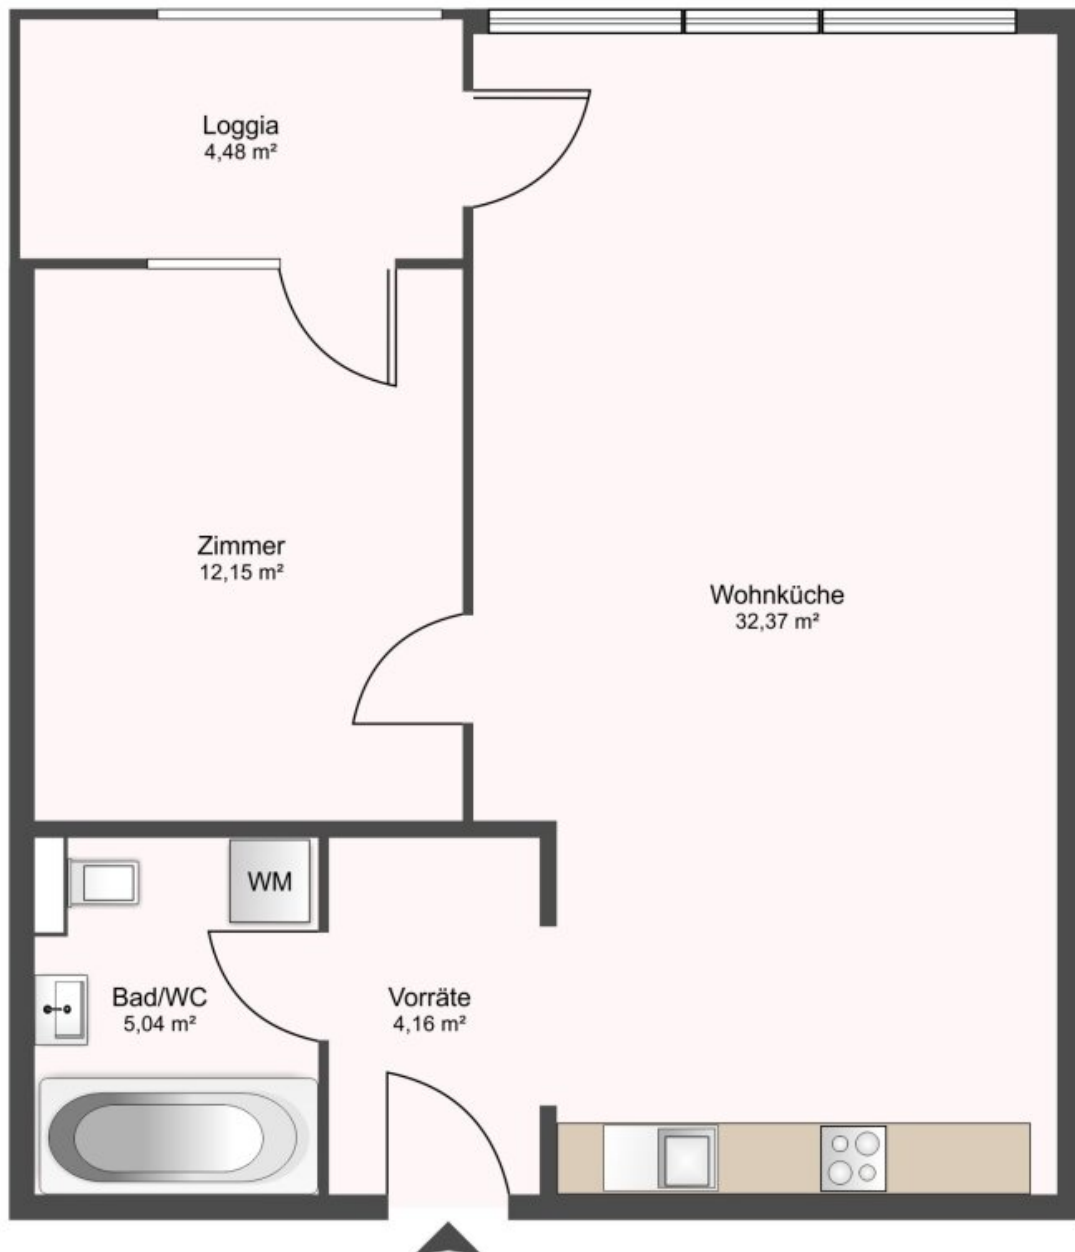 Loggia
4,48 m²
Zimmer
12,15 m²
Wohnküche
32,37 m²
WM
Bad/WC
5,04 m²
Vorräte
4,16 m²